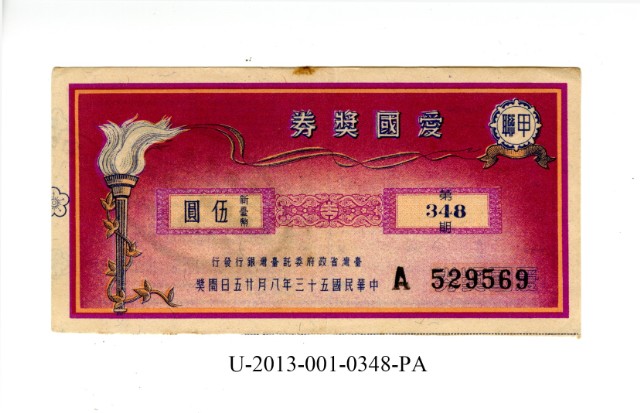 愛國獎券
甲聯
新臺幣
伍圓
第
348
期
臺灣省政府委託臺灣銀行發行
中華民國五十三年八月廿五日開獎
A 529569
U-2013-001-0348-PA